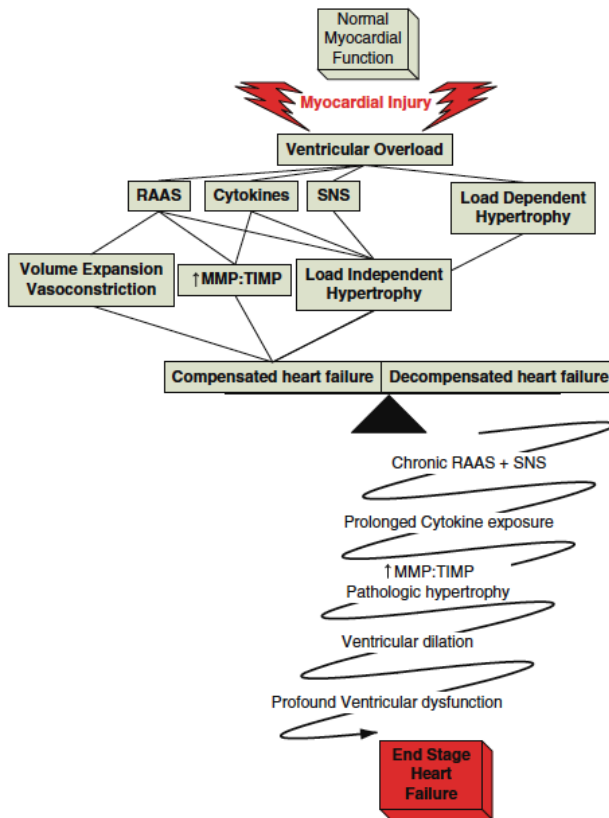 Normal
Myocardial
Function
Myocardial Injury
Ventricular Overload
RAAS
Cytokines
SNS
Load Dependent
Hypertrophy
Volume Expansion
Vasoconstriction
↑MMP:TIMP
Load Independent
Hypertrophy
Compensated heart failure
Decompensated heart failure
Chronic RAAS + SNS
Prolonged Cytokine exposure
↑MMP:TIMP
Pathologic hypertrophy
Ventricular dilation
Profound Ventricular dysfunction
End Stage
Heart
Failure